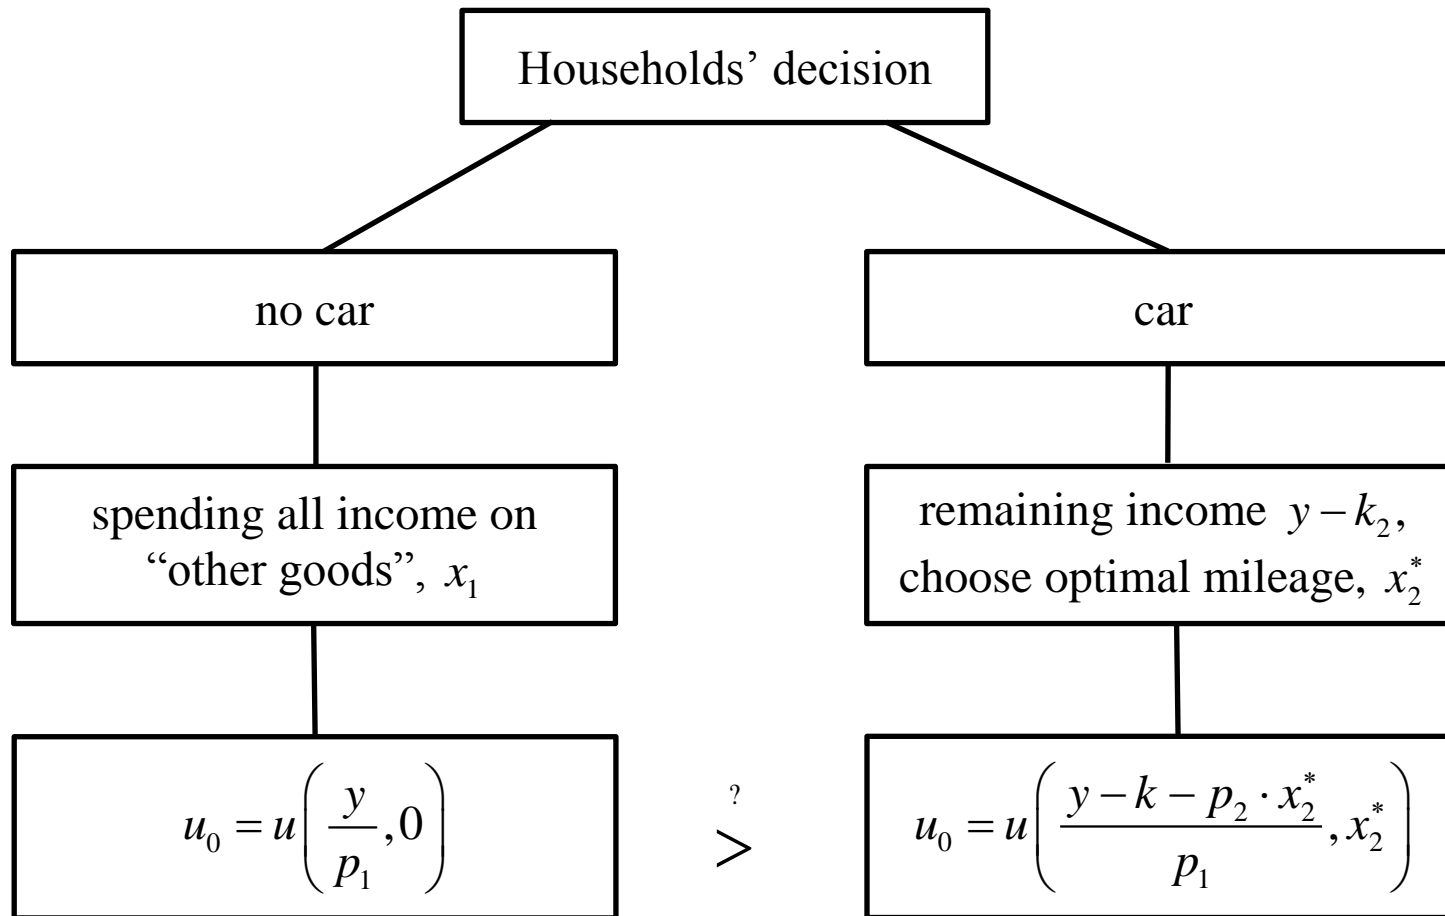 Households’ decision
no car
car
spending all income on
“other goods”, x₁
remaining income y − k₂,
choose optimal mileage, x₂*
u₀ = u(y/p₁, 0)
?
>
u₀ = u((y − k − p₂ · x₂*)/p₁, x₂*)